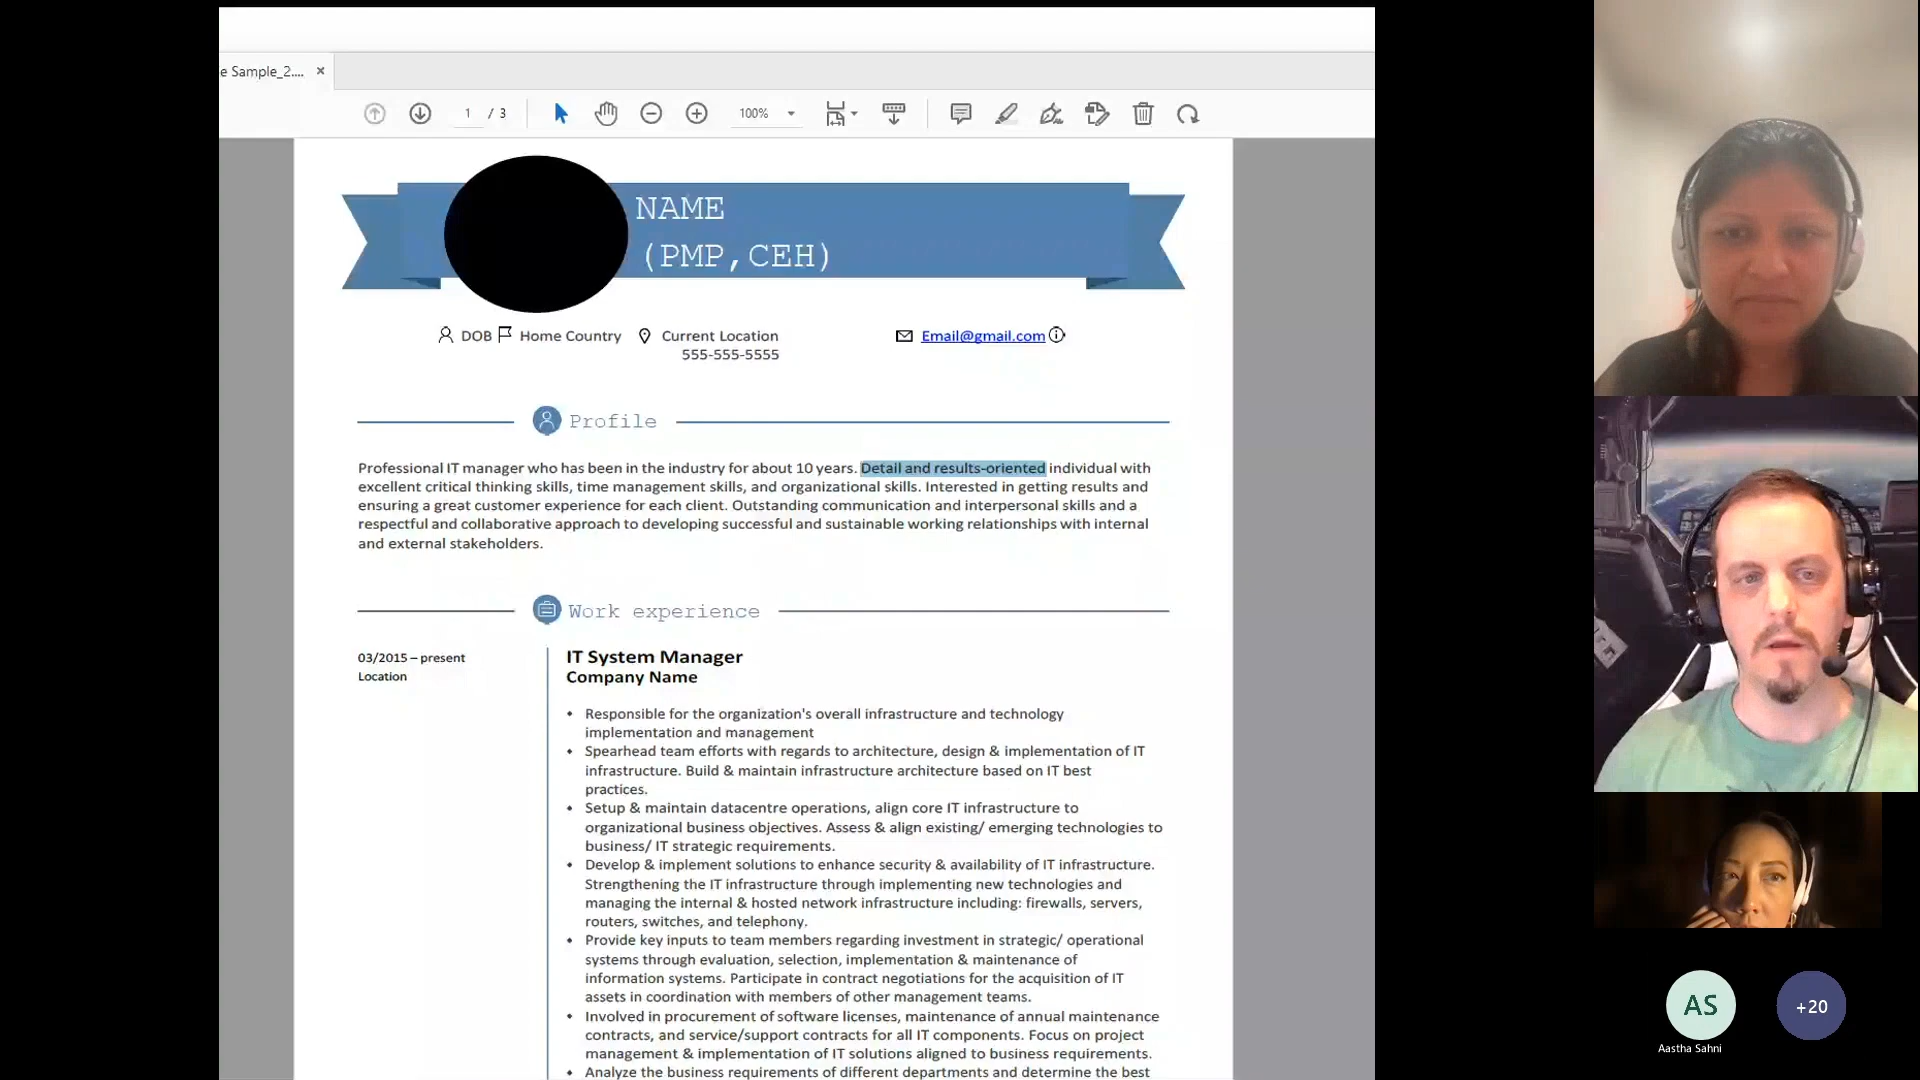 e Sample_2....
1 / 3
100%
NAME
(PMP,CEH)
DOB Home Country Current Location Email@gmail.com
555-555-5555
Profile
Professional IT manager who has been in the industry for about 10 years. Detail and results-oriented individual with
excellent critical thinking skills, time management skills, and organizational skills. Interested in getting results and
ensuring a great customer experience for each client. Outstanding communication and interpersonal skills and a
respectful and collaborative approach to developing successful and sustainable working relationships with internal
and external stakeholders.
Work experience
03/2015 – present
Location
IT System Manager
Company Name
• Responsible for the organization's overall infrastructure and technology
implementation and management
• Spearhead team efforts with regards to architecture, design & implementation of IT
infrastructure. Build & maintain infrastructure architecture based on IT best
practices.
• Setup & maintain datacentre operations, align core IT infrastructure to
organizational business objectives. Assess & align existing/ emerging technologies to
business/ IT strategic requirements.
• Develop & implement solutions to enhance security & availability of IT infrastructure.
Strengthening the IT infrastructure through implementing new technologies and
managing the internal & hosted network infrastructure including: firewalls, servers,
routers, switches, and telephony.
• Provide key inputs to team members regarding investment in strategic/ operational
systems through evaluation, selection, implementation & maintenance of
information systems. Participate in contract negotiations for the acquisition of IT
assets in coordination with members of other management teams.
• Involved in procurement of software licenses, maintenance of annual maintenance
contracts, and service/support contracts for all IT components. Focus on project
management & implementation of IT solutions aligned to business requirements.
• Analyze the business requirements of different departments and determine the best
AS
+20
Aastha Sahni